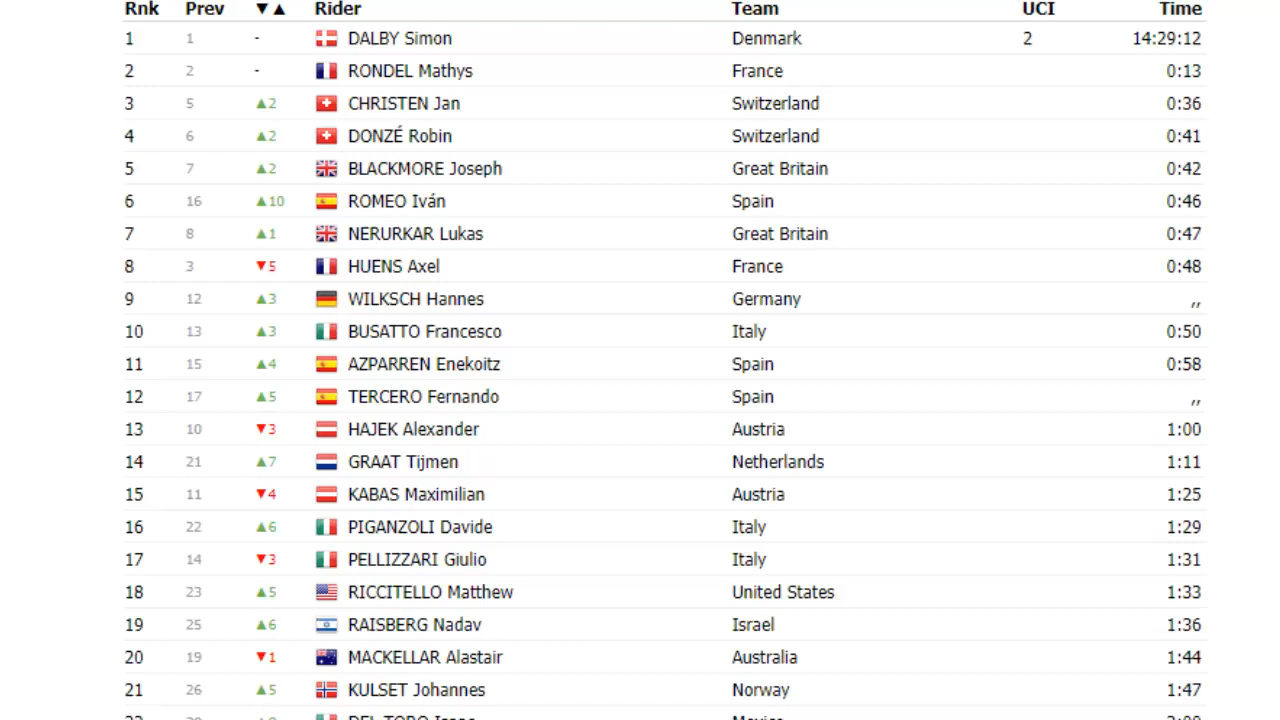 Rnk Prev ▼▲ Rider Team UCI Time
1 1 - DALBY Simon Denmark 2 14:29:12
2 2 - RONDEL Mathys France 0:13
3 5 ▲2 CHRISTEN Jan Switzerland 0:36
4 6 ▲2 DONZÉ Robin Switzerland 0:41
5 7 ▲2 BLACKMORE Joseph Great Britain 0:42
6 16 ▲10 ROMEO Iván Spain 0:46
7 8 ▲1 NERURKAR Lukas Great Britain 0:47
8 3 ▼5 HUENS Axel France 0:48
9 12 ▲3 WILKSCH Hannes Germany ,,
10 13 ▲3 BUSATTO Francesco Italy 0:50
11 15 ▲4 AZPARREN Enekoitz Spain 0:58
12 17 ▲5 TERCERO Fernando Spain ,,
13 10 ▼3 HAJEK Alexander Austria 1:00
14 21 ▲7 GRAAT Tijmen Netherlands 1:11
15 11 ▼4 KABAS Maximilian Austria 1:25
16 22 ▲6 PIGANZOLI Davide Italy 1:29
17 14 ▼3 PELLIZZARI Giulio Italy 1:31
18 23 ▲5 RICCITELLO Matthew United States 1:33
19 25 ▲6 RAISBERG Nadav Israel 1:36
20 19 ▼1 MACKELLAR Alastair Australia 1:44
21 26 ▲5 KULSET Johannes Norway 1:47